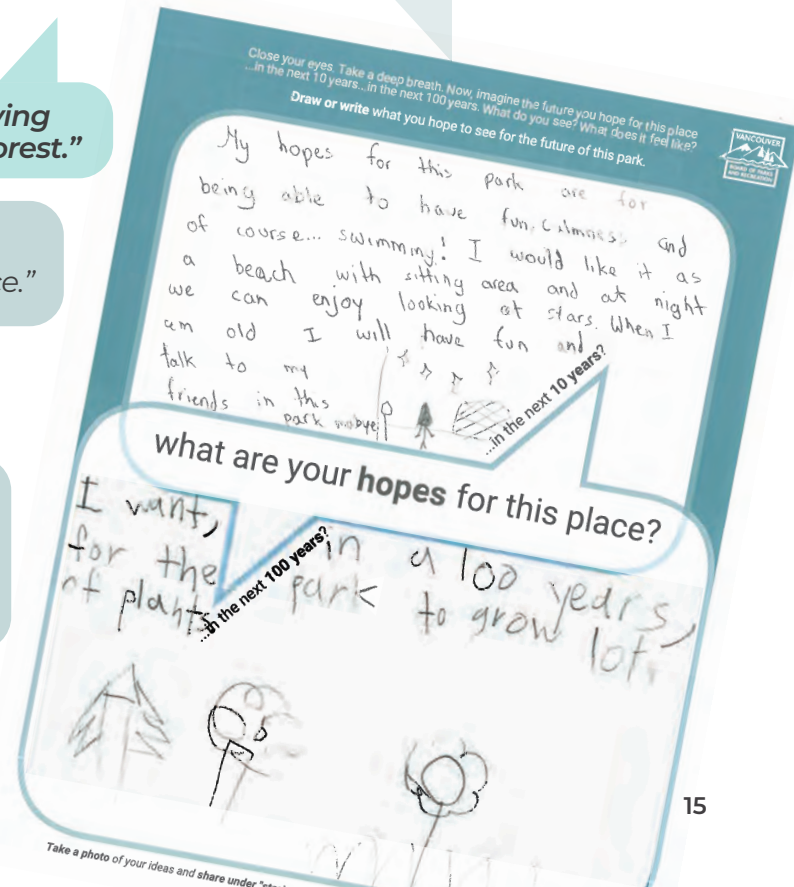 ving
orest.”
ce.”
Close your eyes. Take a deep breath. Now, imagine the future you hope for this place
...in the next 10 years...in the next 100 years. What do you see? What does it feel like?
Draw or write what you hope to see for the future of this park.
VANCOUVER
BOARD OF PARKS
AND RECREATION
My hopes for this park are for
being able to have fun, calmness and
of course... swimming! I would like it as
a beach with sitting area and at night
we can enjoy looking at stars. When I
am old I will have fun and
talk to my
friends in this
park
...in the next 10 years?
what are your hopes for this place?
I want, in a 100 years,
for the park to grow lot
of plants
...in the next 100 years?
15
Take a photo of your ideas and share under